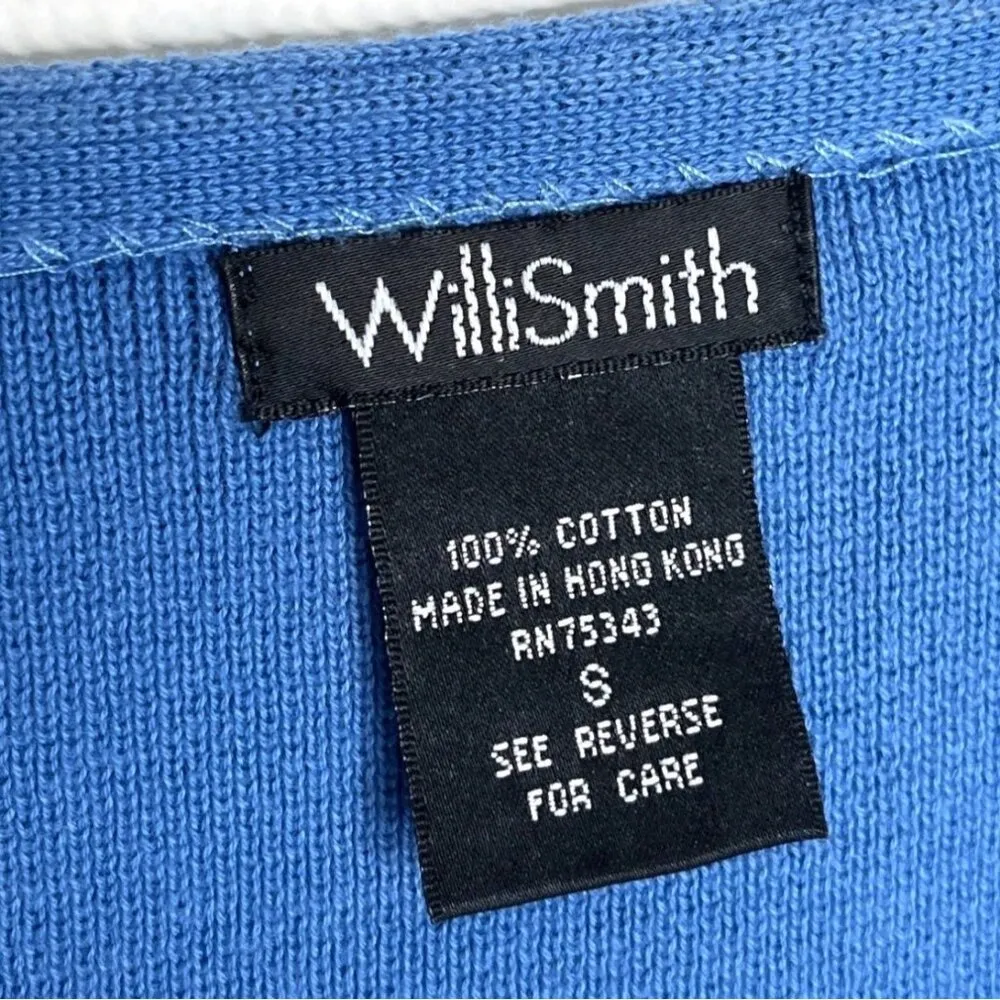 WilliSmith
100% COTTON
MADE IN HONG KONG
RN75343
S
SEE REVERSE
FOR CARE